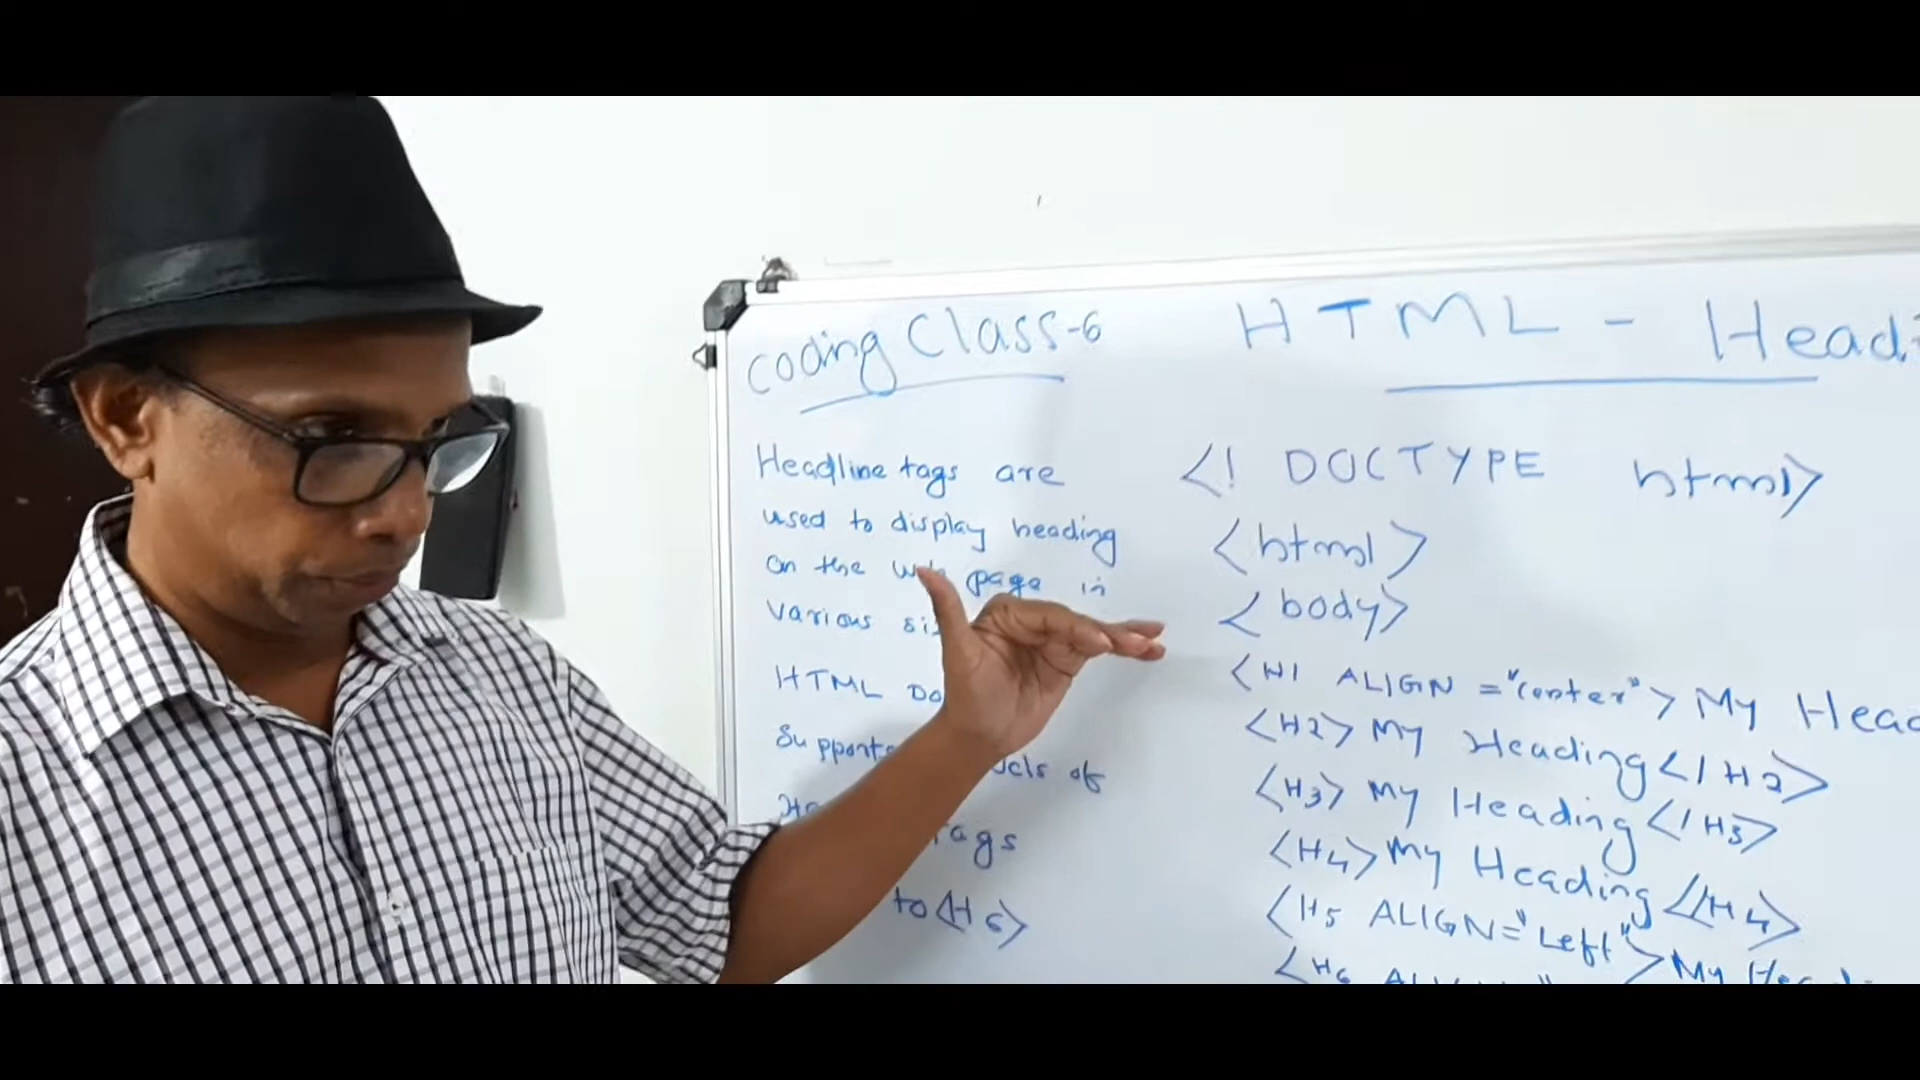 Coding Class-6
HTML - Headi
Headline tags are
used to display heading
on the page in
various
HTML
of
to <H6>
<! DOCTYPE html>
<html>
<body>
<H1 ALIGN ="Center"> My Head
<H2> My Heading </H2>
<H3> My Heading </H3>
<H4> My Heading </H4>
<H5 ALIGN="Left"> My Head
<H6